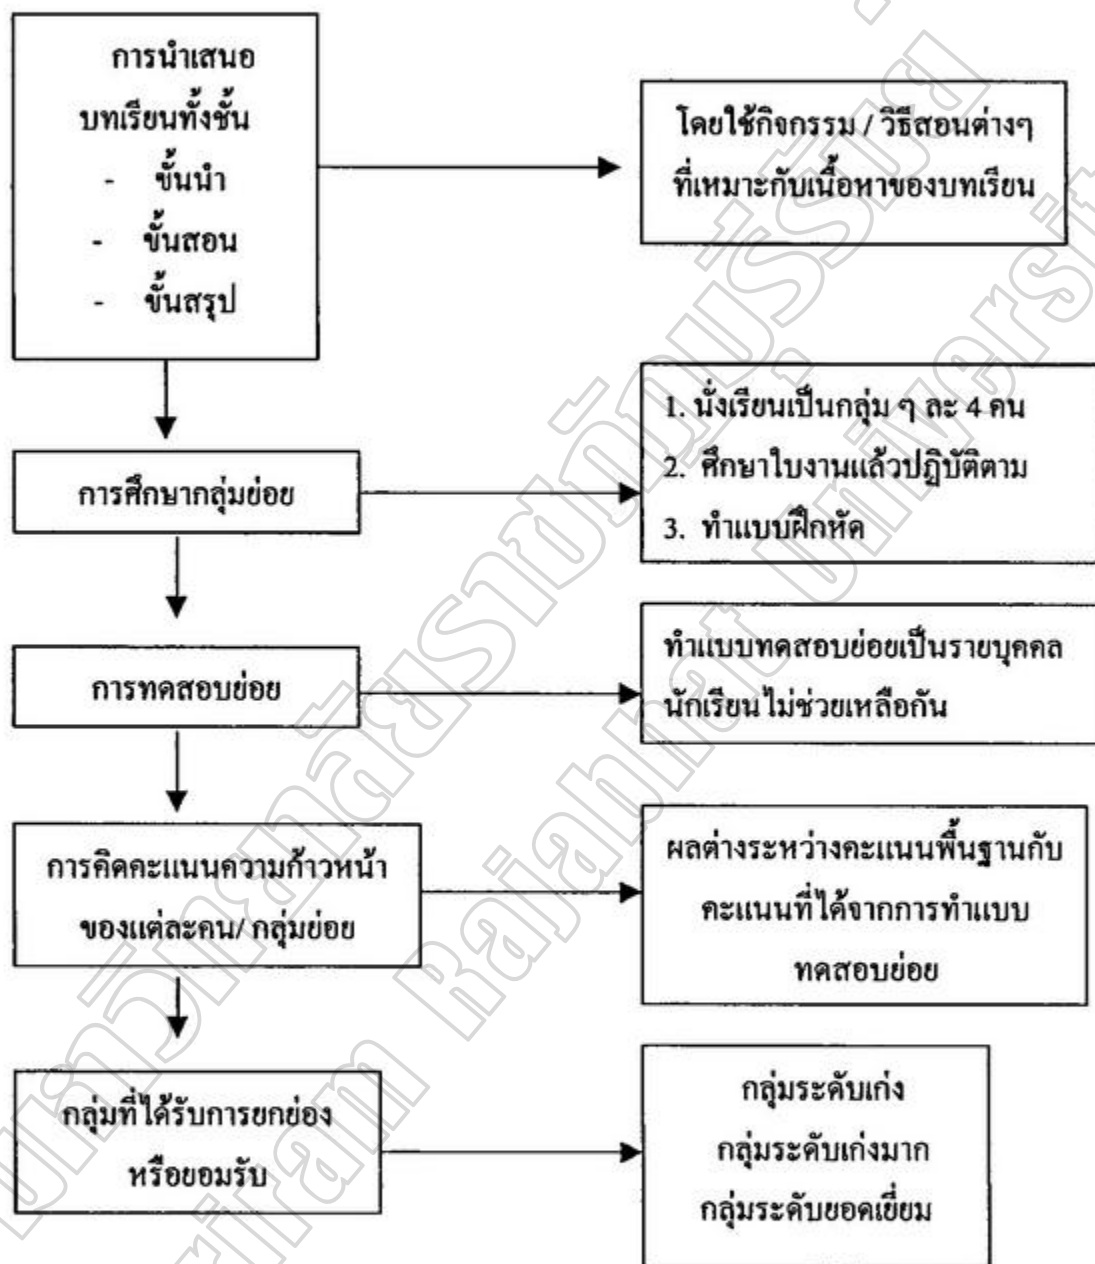 การนำเสนอ
บทเรียนทั้งชั้น
- ขั้นนำ
- ขั้นสอน
- ขั้นสรุป
โดยใช้กิจกรรม / วิธีสอนต่างๆ
ที่เหมาะกับเนื้อหาของบทเรียน
การศึกษากลุ่มย่อย
1. นั่งเรียนเป็นกลุ่ม ๆ ละ 4 คน
2. ศึกษาใบงานแล้วปฏิบัติตาม
3. ทำแบบฝึกหัด
การทดสอบย่อย
ทำแบบทดสอบย่อยเป็นรายบุคคล
นักเรียนไม่ช่วยเหลือกัน
การคิดคะแนนความก้าวหน้า
ของแต่ละคน/ กลุ่มย่อย
ผลต่างระหว่างคะแนนพื้นฐานกับ
คะแนนที่ได้จากการทำแบบ
ทดสอบย่อย
กลุ่มที่ได้รับการยกย่อง
หรือยอมรับ
กลุ่มระดับเก่ง
กลุ่มระดับเก่งมาก
กลุ่มระดับยอดเยี่ยม
Rajabhat University